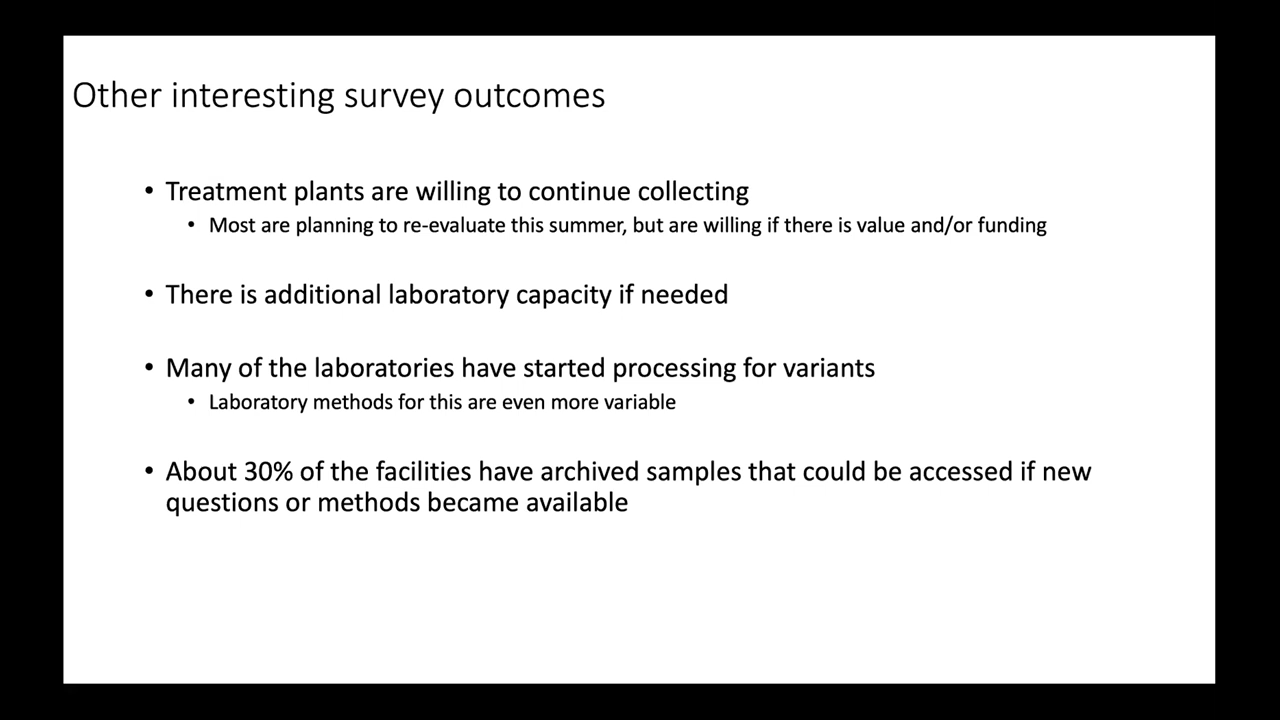 Other interesting survey outcomes
• Treatment plants are willing to continue collecting
• Most are planning to re-evaluate this summer, but are willing if there is value and/or funding
• There is additional laboratory capacity if needed
• Many of the laboratories have started processing for variants
• Laboratory methods for this are even more variable
• About 30% of the facilities have archived samples that could be accessed if new
questions or methods became available